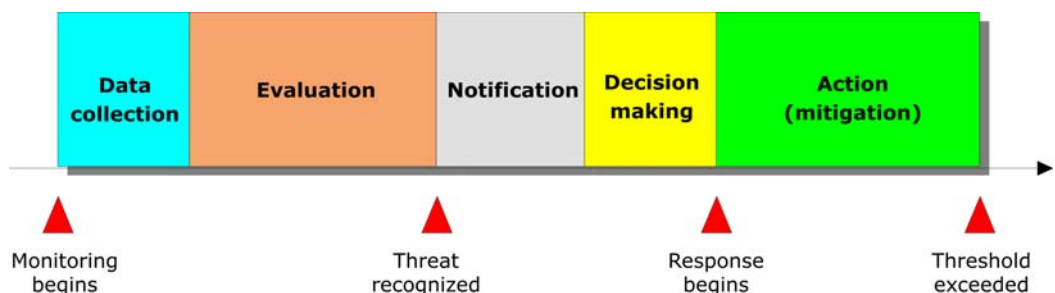 Data
collection
Evaluation
Notification
Decision
making
Action
(mitigation)
Monitoring
begins
Threat
recognized
Response
begins
Threshold
exceeded